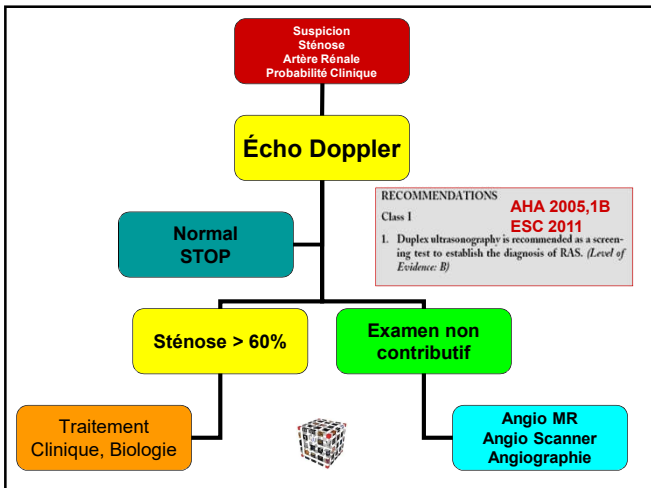 Suspicion
Sténose
Artère Rénale
Probabilité Clinique
Écho Doppler
RECOMMENDATIONS
AHA 2005,1B
Class I
ESC 2011
1. Duplex ultrasonography is recommended as a screen-
ing test to establish the diagnosis of RAS. (Level of
Evidence: B)
Normal
STOP
Sténose > 60%
Examen non
contributif
Traitement
Clinique, Biologie
Angio MR
Angio Scanner
Angiographie